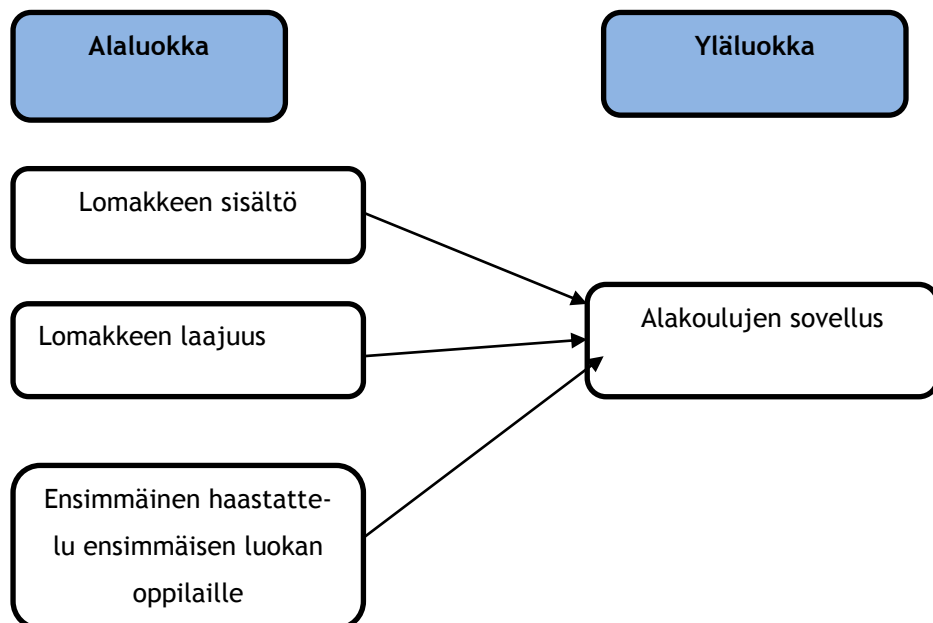 Alaluokka
Yläluokka
Lomakkeen sisältö
Lomakkeen laajuus
Alakoulujen sovellus
Ensimmäinen haastatte-
lu ensimmäisen luokan
oppilaille